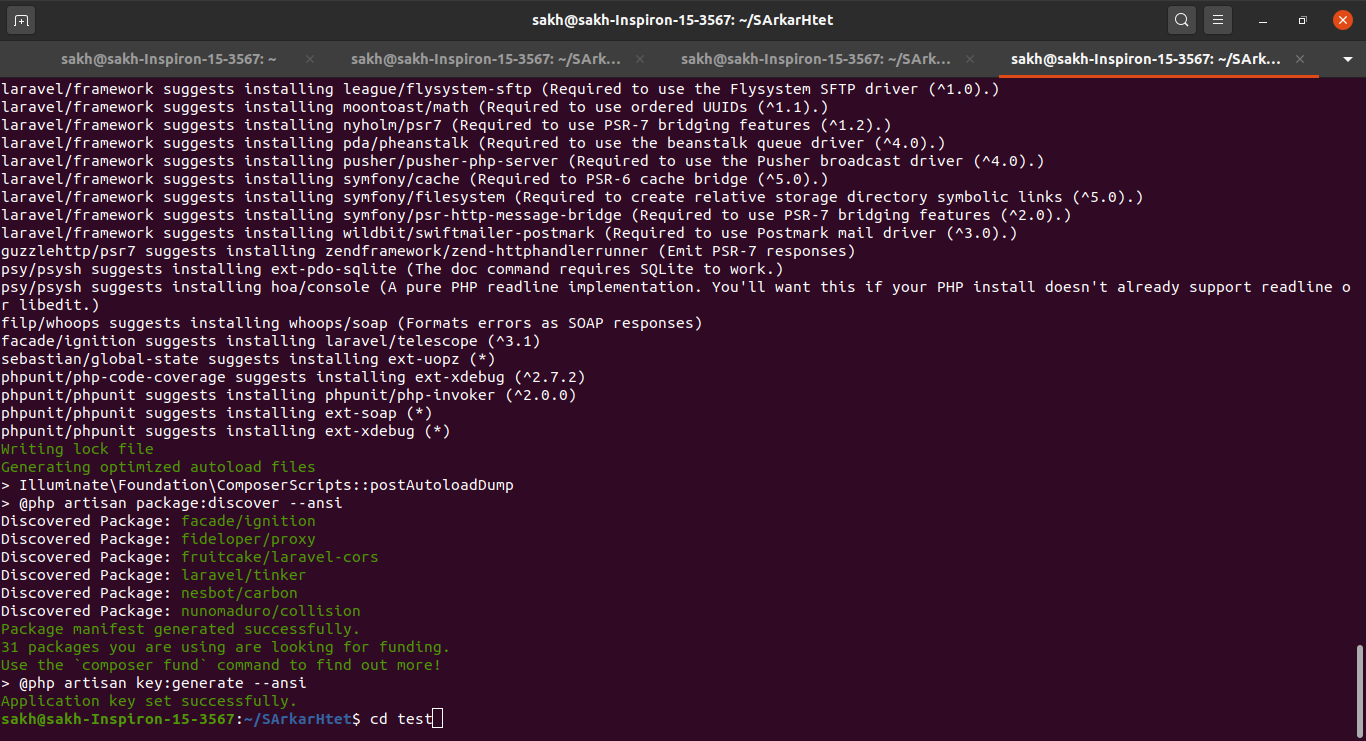 sakh@sakh-Inspiron-15-3567: ~/SArkarHtet
sakh@sakh-Inspiron-15-3567: ~
sakh@sakh-Inspiron-15-3567: ~/SArk...
sakh@sakh-Inspiron-15-3567: ~/SArk...
sakh@sakh-Inspiron-15-3567: ~/SArk...
laravel/framework suggests installing league/flysystem-sftp (Required to use the Flysystem SFTP driver (^1.0).)
laravel/framework suggests installing moontoast/math (Required to use ordered UUIDs (^1.1).)
laravel/framework suggests installing nyholm/psr7 (Required to use PSR-7 bridging features (^1.2).)
laravel/framework suggests installing pda/pheanstalk (Required to use the beanstalk queue driver (^4.0).)
laravel/framework suggests installing pusher/pusher-php-server (Required to use the Pusher broadcast driver (^4.0).)
laravel/framework suggests installing symfony/cache (Required to PSR-6 cache bridge (^5.0).)
laravel/framework suggests installing symfony/filesystem (Required to create relative storage directory symbolic links (^5.0).)
laravel/framework suggests installing symfony/psr-http-message-bridge (Required to use PSR-7 bridging features (^2.0).)
laravel/framework suggests installing wildbit/swiftmailer-postmark (Required to use Postmark mail driver (^3.0).)
guzzlehttp/psr7 suggests installing zendframework/zend-httphandlerrunner (Emit PSR-7 responses)
psy/psysh suggests installing ext-pdo-sqlite (The doc command requires SQLite to work.)
psy/psysh suggests installing hoa/console (A pure PHP readline implementation. You'll want this if your PHP install doesn't already support readline o
r libedit.)
filp/whoops suggests installing whoops/soap (Formats errors as SOAP responses)
facade/ignition suggests installing laravel/telescope (^3.1)
sebastian/global-state suggests installing ext-uopz (*)
phpunit/php-code-coverage suggests installing ext-xdebug (^2.7.2)
phpunit/phpunit suggests installing phpunit/php-invoker (^2.0.0)
phpunit/phpunit suggests installing ext-soap (*)
phpunit/phpunit suggests installing ext-xdebug (*)
Writing lock file
Generating optimized autoload files
> Illuminate\Foundation\ComposerScripts::postAutoloadDump
> @php artisan package:discover --ansi
Discovered Package: facade/ignition
Discovered Package: fideloper/proxy
Discovered Package: fruitcake/laravel-cors
Discovered Package: laravel/tinker
Discovered Package: nesbot/carbon
Discovered Package: nunomaduro/collision
Package manifest generated successfully.
31 packages you are using are looking for funding.
Use the `composer fund` command to find out more!
> @php artisan key:generate --ansi
Application key set successfully.
sakh@sakh-Inspiron-15-3567:~/SArkarHtet$ cd test